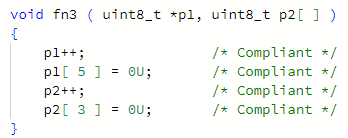 void fn3 ( uint8_t *p1, uint8_t p2[ ] )
{
    p1++;                /* Compliant */
    p1[ 5 ] = 0U;        /* Compliant */
    p2++;                /* Compliant */
    p2[ 3 ] = 0U;        /* Compliant */
}